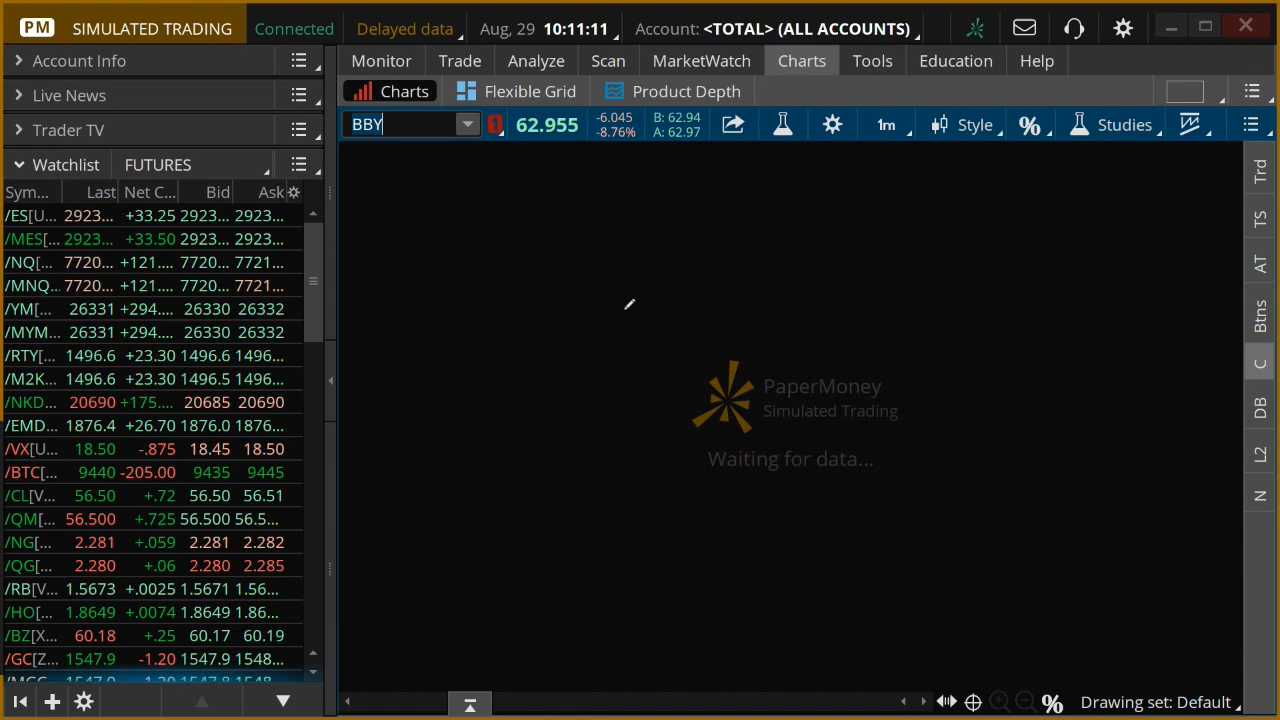 PM SIMULATED TRADING Connected Delayed data Aug, 29 10:11:11 Account: <TOTAL> (ALL ACCOUNTS)
Account Info
Live News
Trader TV
Watchlist FUTURES
Sym... Last Net C... Bid Ask
/ES[U... 2923... +33.25 2923... 2923...
/MES[... 2923... +33.50 2923... 2923...
/NQ[... 7720... +121.... 7720... 7721...
/MNQ... 7720... +121.... 7720... 7721...
/YM[... 26331 +294.... 26330 26332
/MYM... 26331 +294.... 26330 26332
/RTY[... 1496.6 +23.30 1496.6 1496...
/M2K... 1496.6 +23.30 1496.5 1496...
/NKD... 20690 +175.... 20685 20690
/EMD... 1876.4 +26.70 1876.0 1876...
/VX[U... 18.50 -.875 18.45 18.50
/BTC[... 9440 -205.00 9435 9445
/CL[V... 56.50 +.72 56.50 56.51
/QM[... 56.500 +.725 56.500 56.5...
/NG[... 2.281 +.059 2.281 2.282
/QG[... 2.280 +.06 2.280 2.285
/RB[V... 1.5673 +.0025 1.5671 1.56...
/HO[... 1.8649 +.0074 1.8649 1.86...
/BZ[X... 60.18 +.25 60.17 60.19
/GC[Z... 1547.9 -1.20 1547.9 1548...
Monitor Trade Analyze Scan MarketWatch Charts Tools Education Help
Charts Flexible Grid Product Depth
BBY 1 62.955 -6.045 B: 62.94 1m Style % Studies
-8.76% A: 62.97
PaperMoney
Simulated Trading
Waiting for data...
Trd
TS
AT
Btns
C
DB
L2
N
% Drawing set: Default